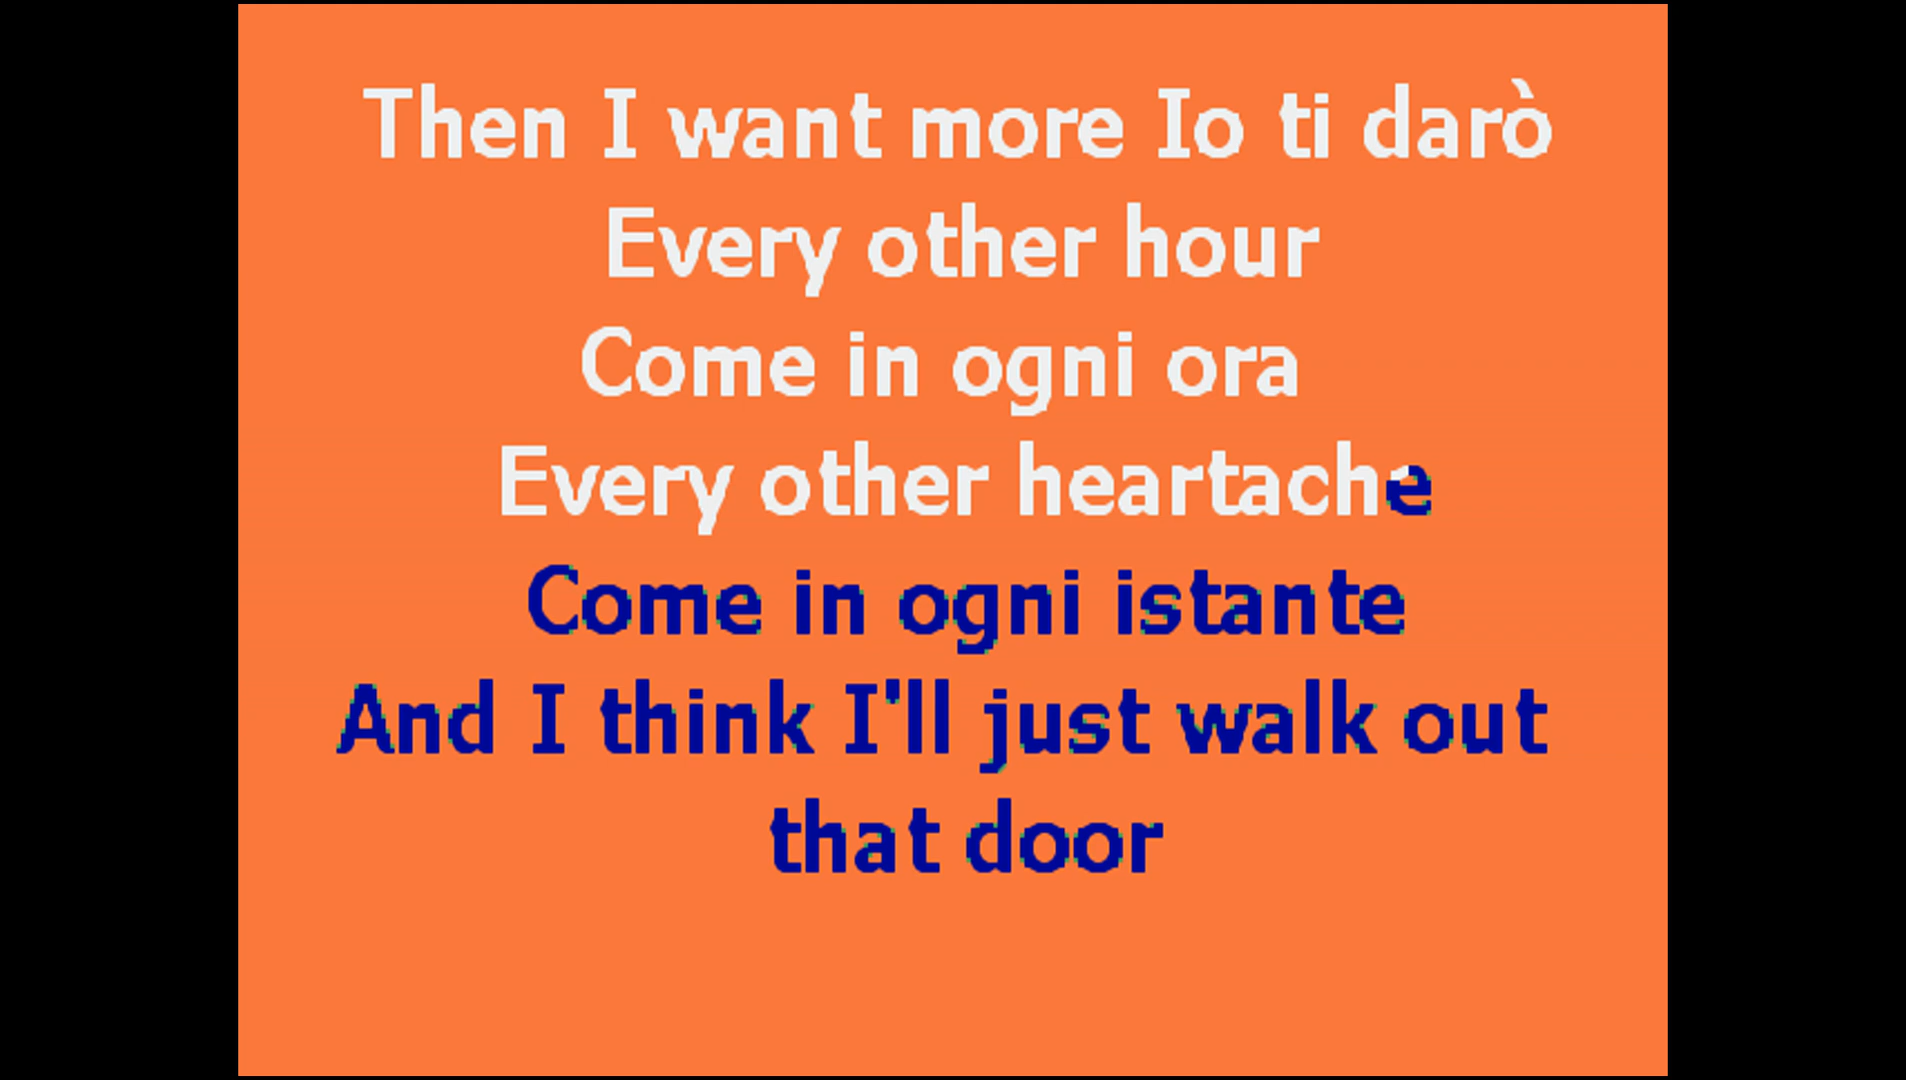 Then I want more Io ti darò
Every other hour
Come in ogni ora
Every other heartache
Come in ogni istante
And I think I'll just walk out
that door